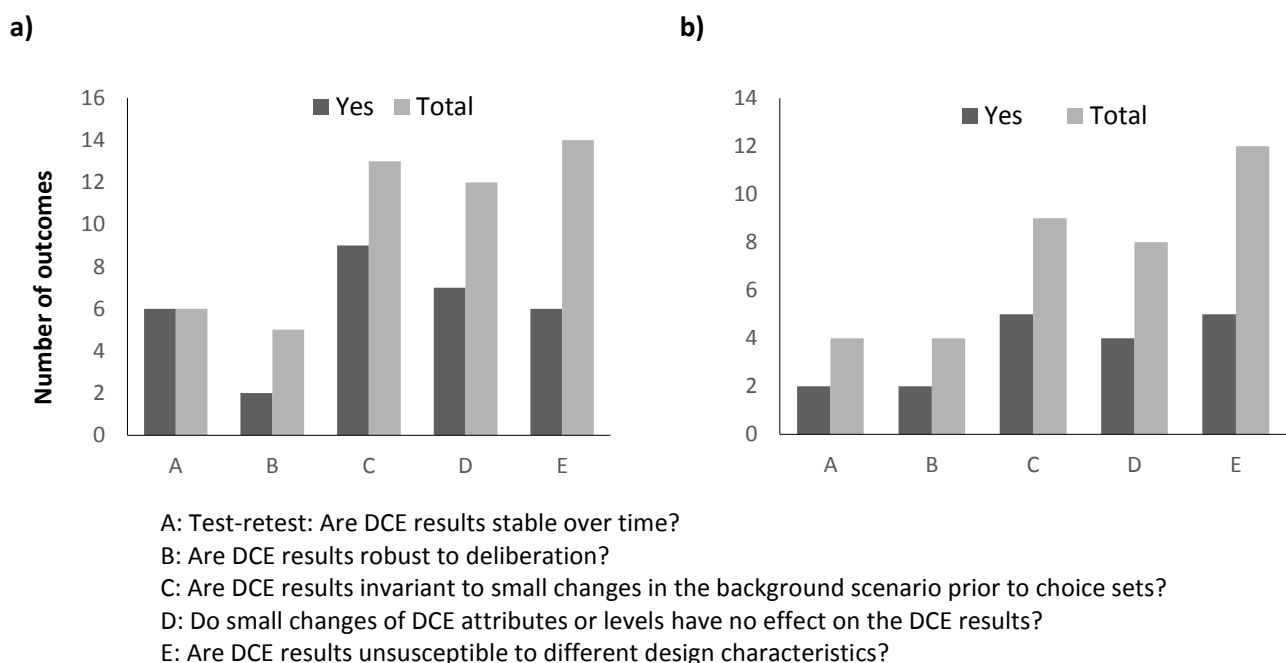 a)
b)
16
14
12
10
8
6
4
2
0
Number of outcomes
Yes Total
A B C D E
14
12
10
8
6
4
2
0
Yes Total
A B C D E
A: Test-retest: Are DCE results stable over time?
B: Are DCE results robust to deliberation?
C: Are DCE results invariant to small changes in the background scenario prior to choice sets?
D: Do small changes of DCE attributes or levels have no effect on the DCE results?
E: Are DCE results unsusceptible to different design characteristics?